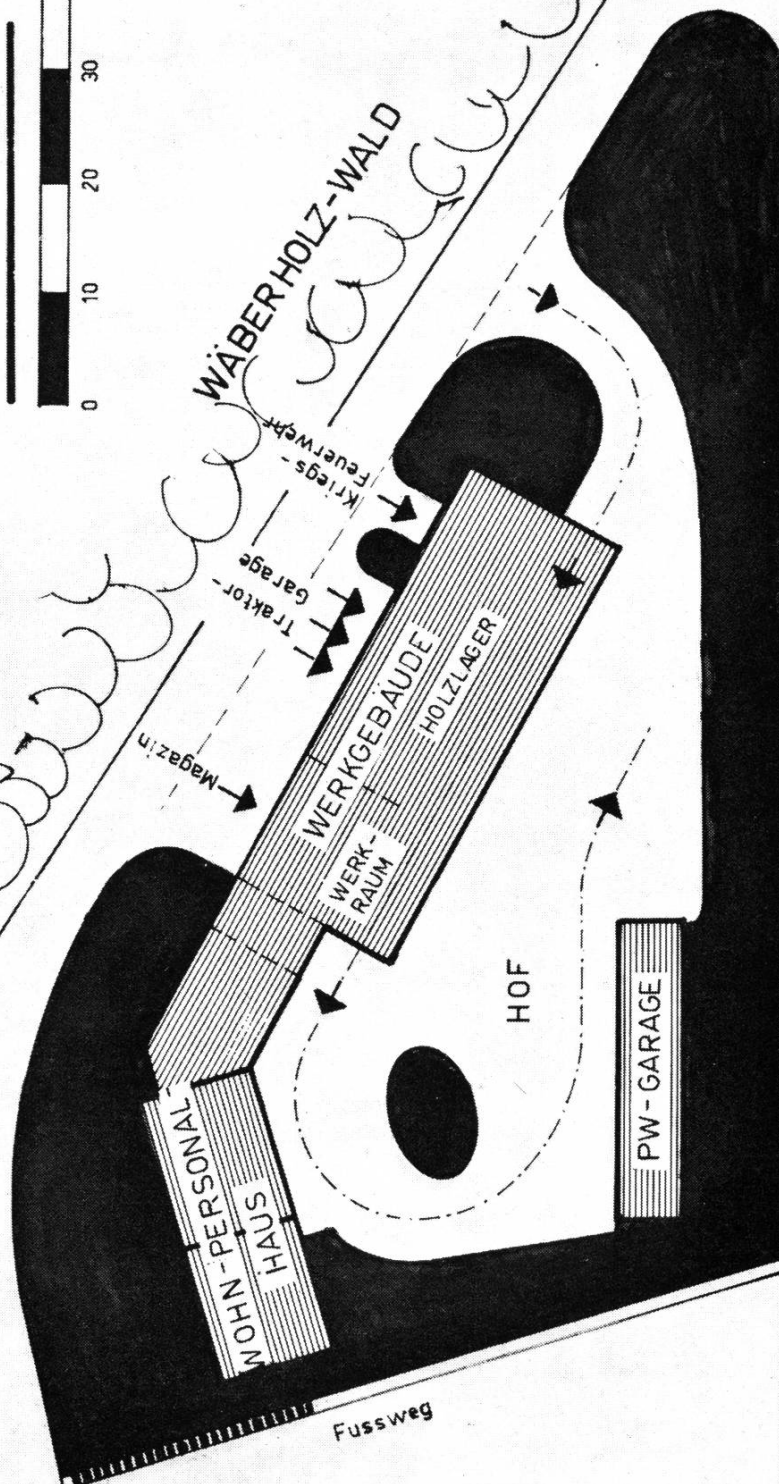 30
20
10
0
WÄBERHOLZ-WALD
Kriegs-
Feuerwehr
Traktor-
Garage
Magazin
WERKGEBÄUDE
HOLZLAGER
WERK-
RAUM
HOF
WOHN-PERSONAL-
HAUS
PW-GARAGE
Fussweg